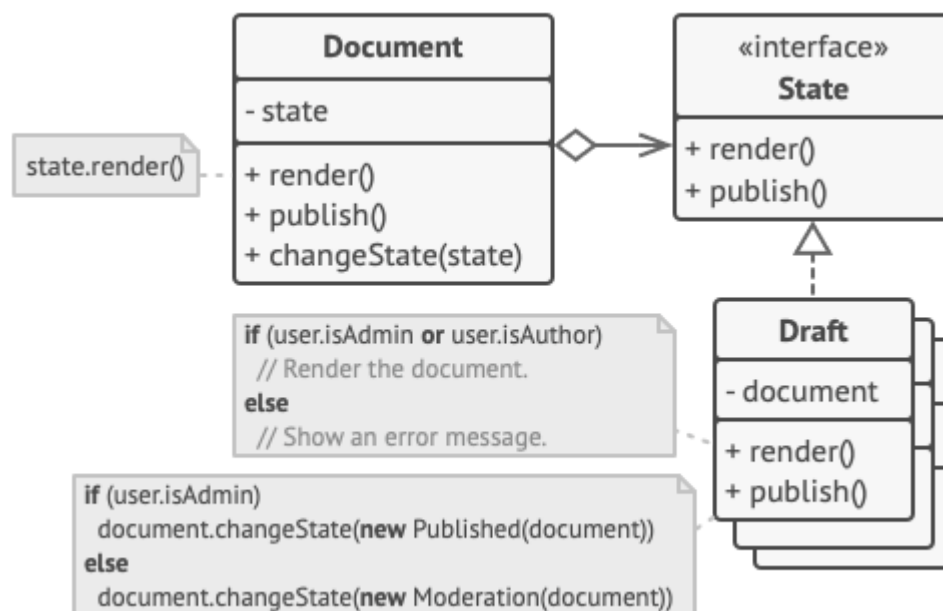 Document
- state
+ render()
+ publish()
+ changeState(state)
state.render()
«interface»
State
+ render()
+ publish()
Draft
- document
+ render()
+ publish()
if (user.isAdmin or user.isAuthor)
// Render the document.
else
// Show an error message.
if (user.isAdmin)
document.changeState(new Published(document))
else
document.changeState(new Moderation(document))